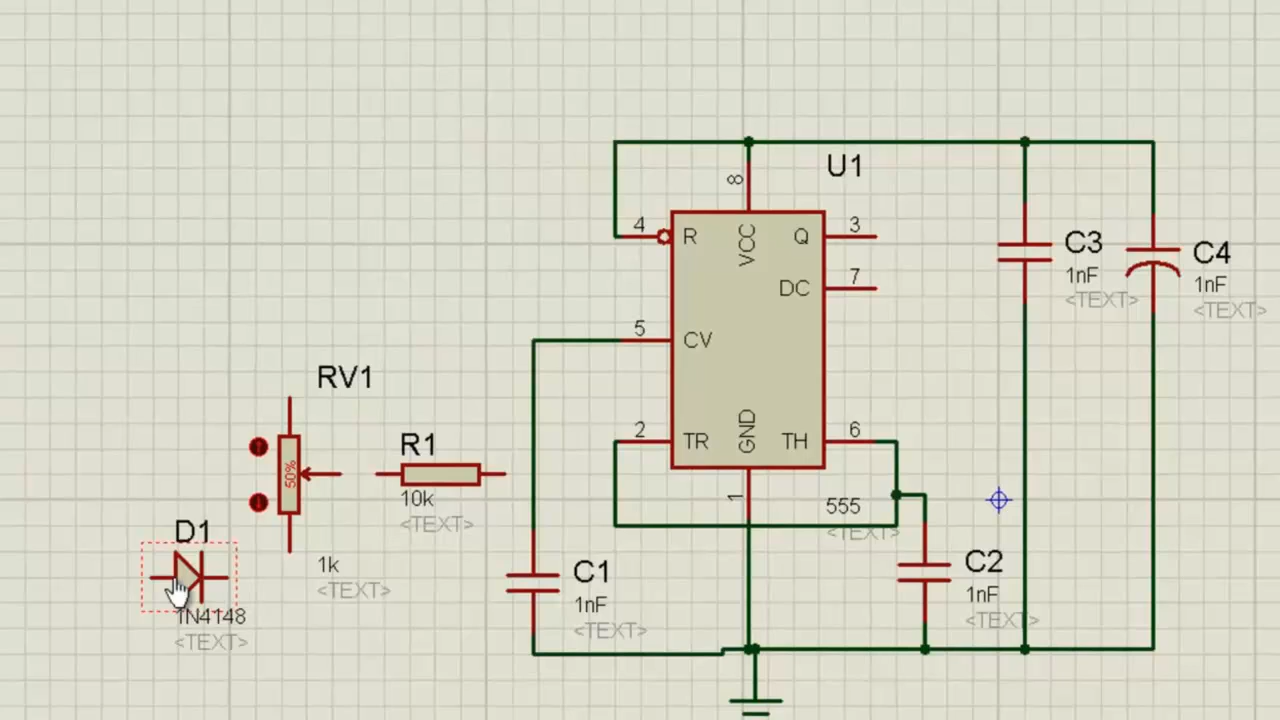 U1
8
4
R
VCC
Q
3
DC
7
C3
1nF
<TEXT>
C4
1nF
<TEXT>
5
CV
RV1
50%
1k
<TEXT>
R1
10k
<TEXT>
2
TR
GND
TH
6
1
555
<TEXT>
D1
1N4148
<TEXT>
C1
1nF
<TEXT>
C2
1nF
<TEXT>